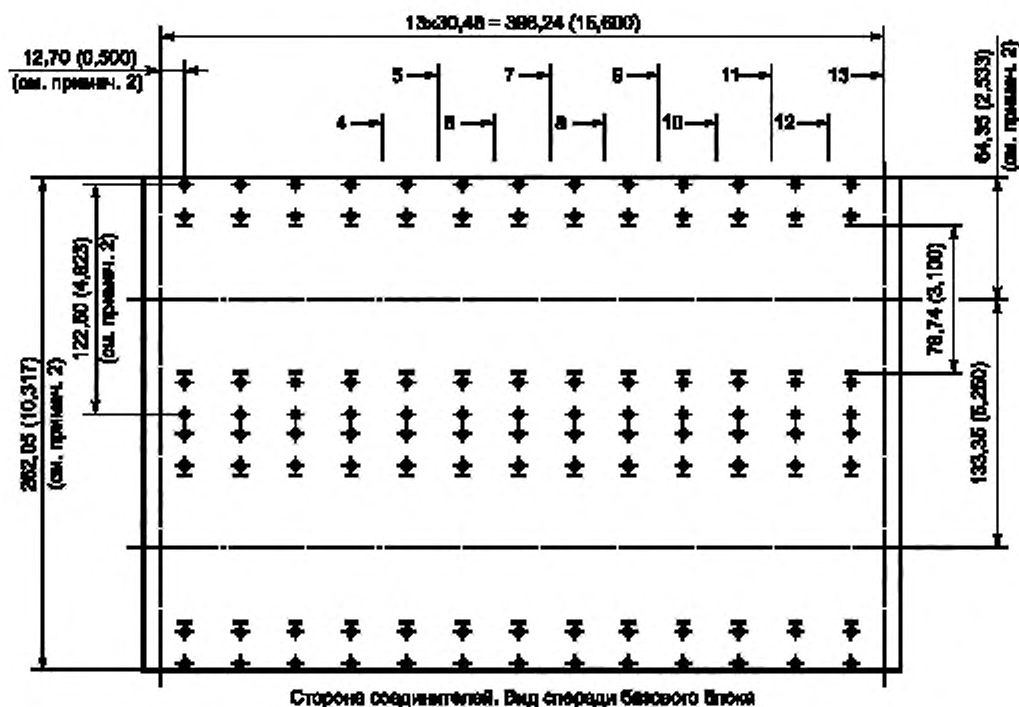 13x30,48 = 396,24 (15,600)
12,70 (0,500)
(см. примеч. 2)
5
7
9
11
13
4
6
8
10
12
64,35 (2,533)
(см. примеч. 2)
122,50 (4,823)
(см. примеч. 2)
262,05 (10,317)
(см. примеч. 2)
78,74 (3,100)
133,35 (5,250)
Сторона соединителей. Вид спереди базового блока